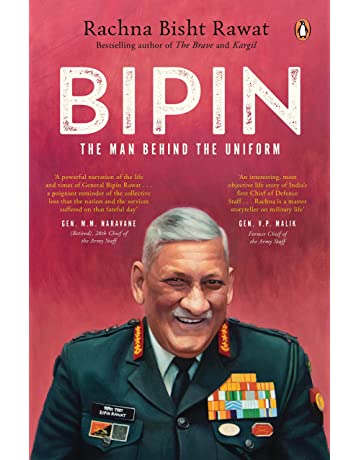 Rachna Bisht Rawat
Bestselling author of The Brave and Kargil
BIPIN
THE MAN BEHIND THE UNIFORM
'A powerful narration of the life
and times of General Bipin Rawat . . .
a poignant reminder of the collective
loss that the nation and the services
suffered on that fateful day'
GEN. M.M. NARAVANE
(Retired), 28th Chief of
the Army Staff
'An interesting, most
objective life story of India's
first Chief of Defence
Staff . . . Rachna is a master
storyteller on military life'
GEN. V.P. MALIK
Former Chief of
the Army Staff
BIPIN RAWAT